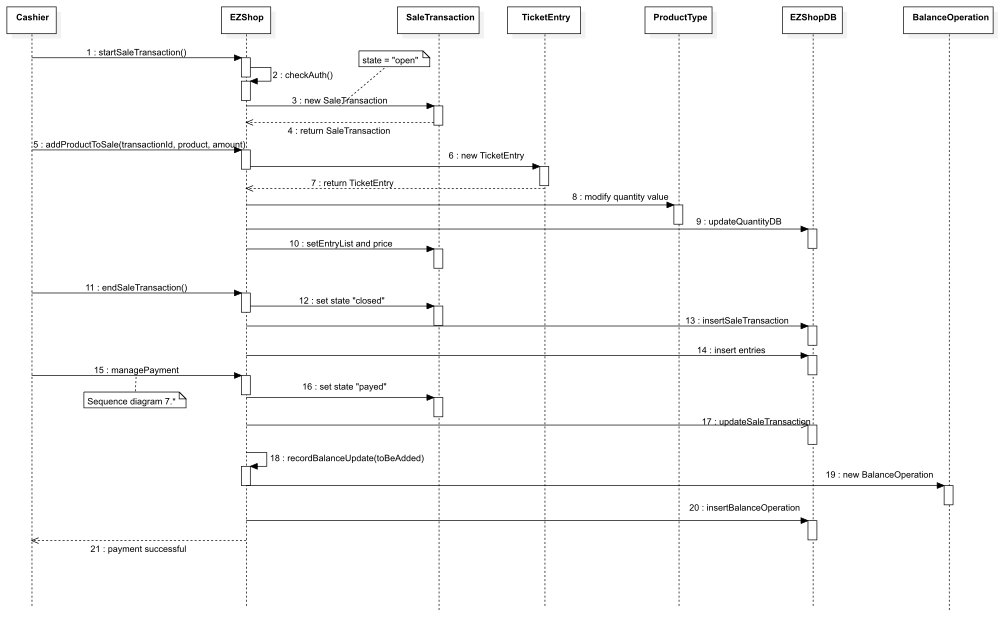 Cashier
EZShop
SaleTransaction
TicketEntry
ProductType
EZShopDB
BalanceOperation
1 : startSaleTransaction()
state = "open"
2 : checkAuth()
3 : new SaleTransaction
4 : return SaleTransaction
5 : addProductToSale(transactionId, product, amount)
6 : new TicketEntry
7 : return TicketEntry
8 : modify quantity value
9 : updateQuantityDB
10 : setEntryList and price
11 : endSaleTransaction()
12 : set state "closed"
13 : insertSaleTransaction
14 : insert entries
15 : managePayment
16 : set state "payed"
Sequence diagram 7.*
17 : updateSaleTransaction
18 : recordBalanceUpdate(toBeAdded)
19 : new BalanceOperation
20 : insertBalanceOperation
21 : payment successful